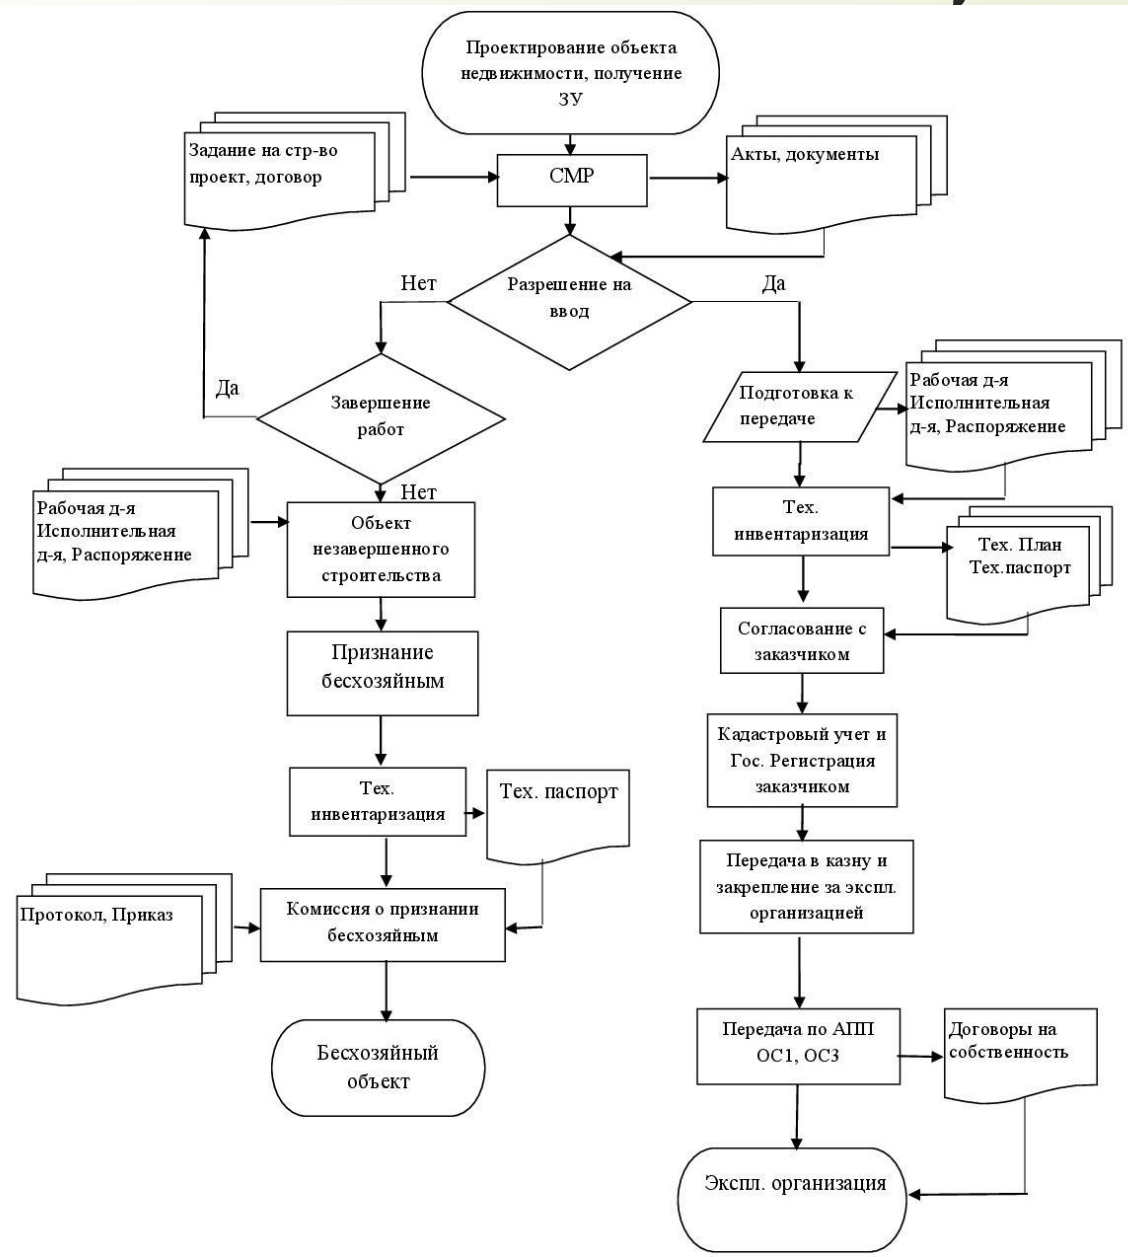 Проектирование объекта
недвижимости, получение
ЗУ
Задание на стр-во
проект, договор
СМР
Акты, документы
Нет
Разрешение на
ввод
Да
Да
Завершение
работ
Нет
Подготовка к
передаче
Рабочая д-я
Исполнительная
д-я, Распоряжение
Рабочая д-я
Исполнительная
д-я, Распоряжение
Объект
незавершенного
строительства
Тех.
инвентаризация
Тех. План
Тех.паспорт
Признание
бесхозяйным
Согласование с
заказчиком
Кадастровый учет и
Гос. Регистрация
заказчиком
Тех.
инвентаризация
Тех. паспорт
Передача в казну и
закрепление за экспл.
организацией
Протокол, Приказ
Комиссия о признании
бесхозяйным
Бесхозяйный
объект
Передача по АПП
ОС1, ОС3
Договоры на
собственность
Экспл. организация